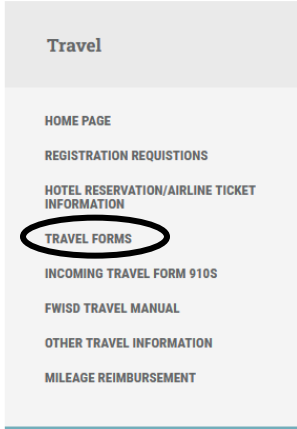 Travel
HOME PAGE
REGISTRATION REQUISTIONS
HOTEL RESERVATION/AIRLINE TICKET
INFORMATION
TRAVEL FORMS
INCOMING TRAVEL FORM 910S
FWISD TRAVEL MANUAL
OTHER TRAVEL INFORMATION
MILEAGE REIMBURSEMENT